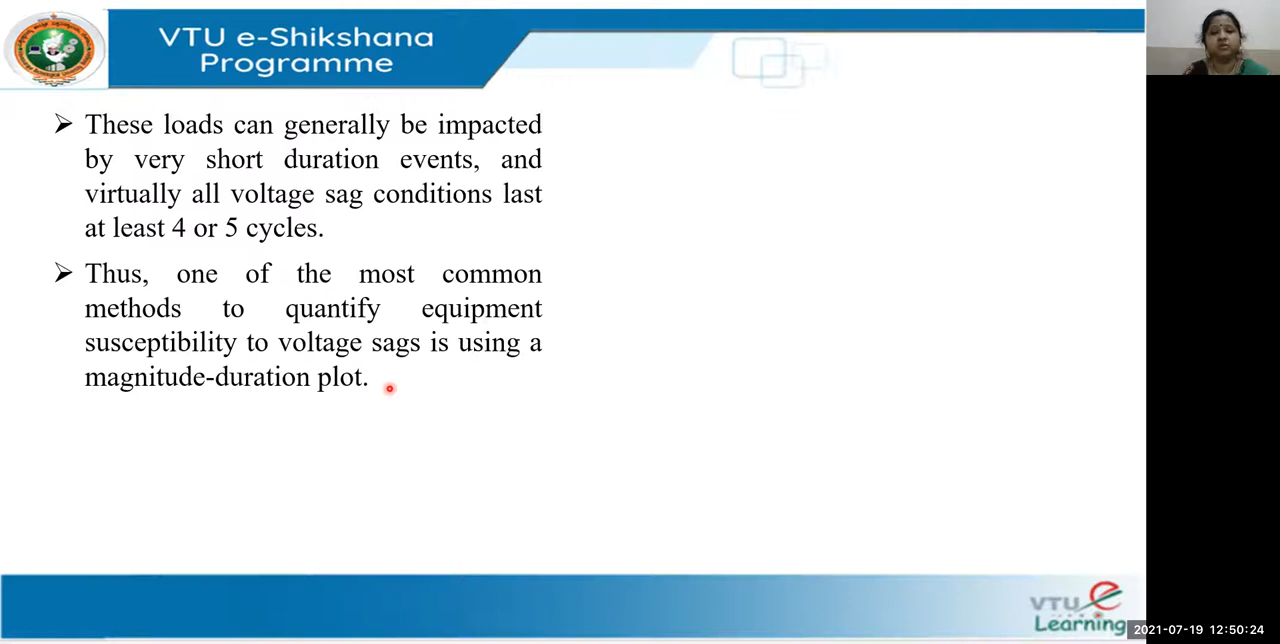 VTU e-Shikshana
Programme
➢ These loads can generally be impacted
by very short duration events, and
virtually all voltage sag conditions last
at least 4 or 5 cycles.
➢ Thus, one of the most common
methods to quantify equipment
susceptibility to voltage sags is using a
magnitude-duration plot.
VTU e
Learning
2021-07-19 12:50:24